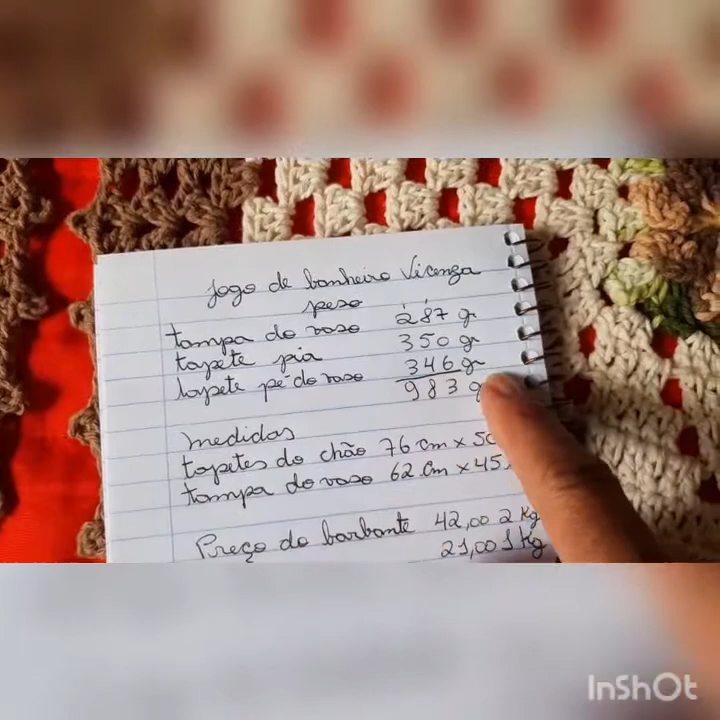 Jogo de banheiro Vicenza
peso
tampa do vaso 287 gr
tapete pia 350 gr
tapete pé do vaso 346 gr
983 g
medidas
tapetes do chão 76 cm x 50
tampa do vaso 62 cm x 45
Preço do barbante 42,00 2 Kg
21,00 1 Kg
InShOt